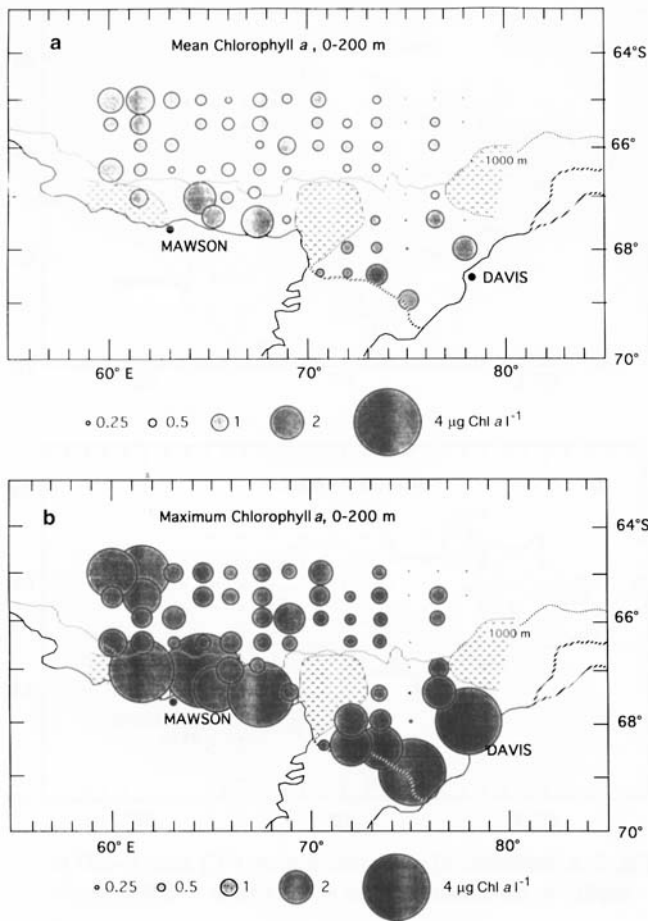 a
Mean Chlorophyll a, 0-200 m
64°S
66°
1000 m
MAWSON
68°
DAVIS
70°
60° E
70°
80°
0.25 0.5 1 2 4 µg Chl a l⁻¹
b
Maximum Chlorophyll a, 0-200 m
64°S
66°
1000 m
MAWSON
68°
DAVIS
70°
60° E
70°
80°
0.25 0.5 1 2 4 µg Chl a l⁻¹